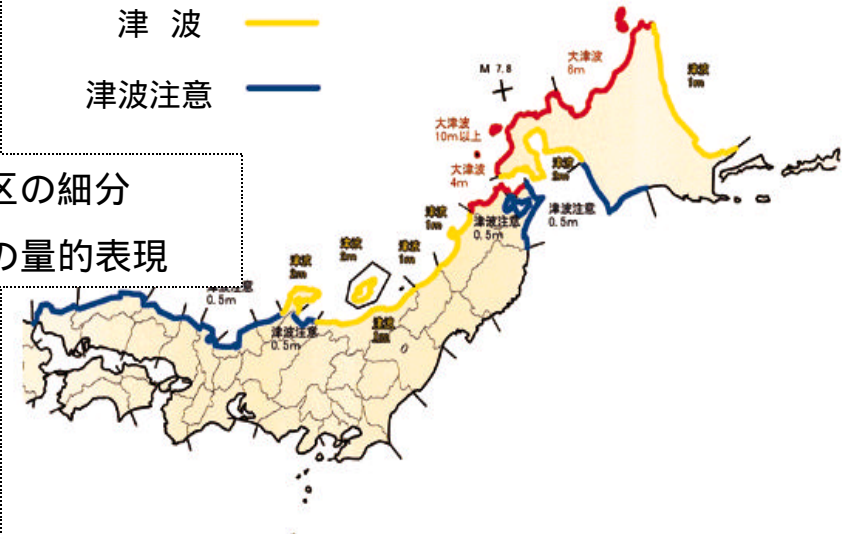 津 波
津波注意
区の細分
の量的表現
M 7.8
大津波
6m
津波
1m
大津波
10m以上
大津波
4m
津波
2m
津波注意
0.5m
津波注意
0.5m
津波
1m
津波
1m
津波
2m
津波
2m
津波注意
0.5m
津波注意
0.5m
津波